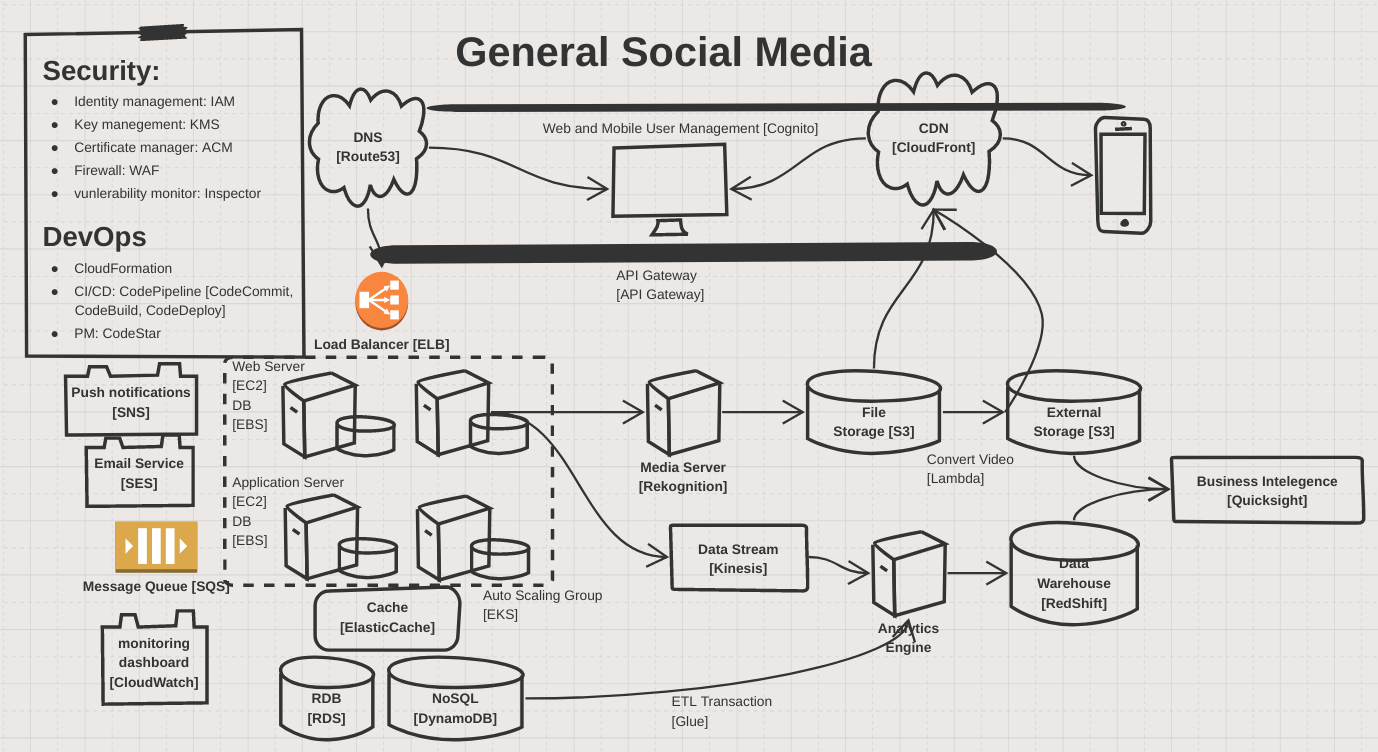 General Social Media
Security:
● Identity management: IAM
● Key manegement: KMS
● Certificate manager: ACM
● Firewall: WAF
● vunlerability monitor: Inspector
DevOps
● CloudFormation
● CI/CD: CodePipeline [CodeCommit,
CodeBuild, CodeDeploy]
● PM: CodeStar
DNS
[Route53]
Web and Mobile User Management [Cognito]
CDN
[CloudFront]
API Gateway
[API Gateway]
Load Balancer [ELB]
Push notifications
[SNS]
Email Service
[SES]
Message Queue [SQS]
monitoring
dashboard
[CloudWatch]
Web Server
[EC2]
DB
[EBS]
Application Server
[EC2]
DB
[EBS]
Auto Scaling Group
[EKS]
Cache
[ElasticCache]
RDB
[RDS]
NoSQL
[DynamoDB]
Media Server
[Rekognition]
File
Storage [S3]
External
Storage [S3]
Convert Video
[Lambda]
Business Intelegence
[Quicksight]
Data Stream
[Kinesis]
Analytics
Engine
Data
Warehouse
[RedShift]
ETL Transaction
[Glue]